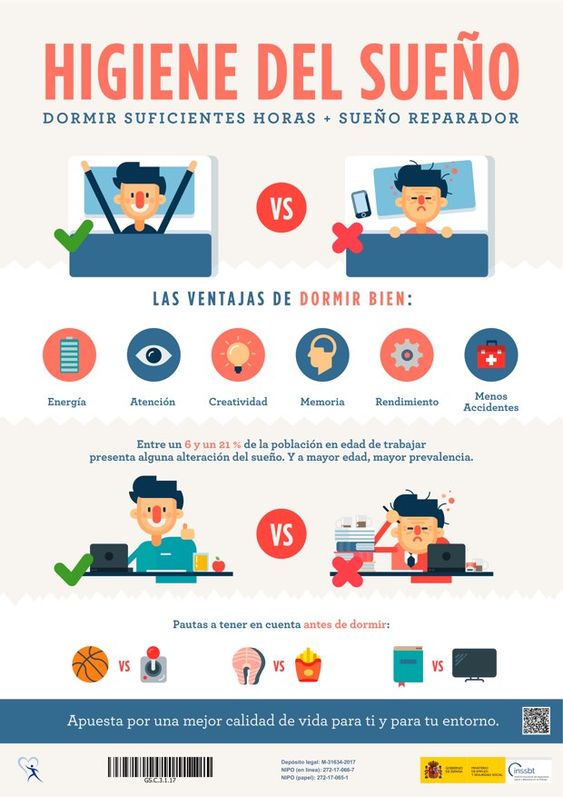 HIGIENE DEL SUEÑO
DORMIR SUFICIENTES HORAS + SUEÑO REPARADOR
VS
LAS VENTAJAS DE DORMIR BIEN:
Energía
Atención
Creatividad
Memoria
Rendimiento
Menos
Accidentes
Entre un 6 y un 21 % de la población en edad de trabajar
presenta alguna alteración del sueño. Y a mayor edad, mayor prevalencia.
VS
Pautas a tener en cuenta antes de dormir:
VS
VS
VS
Apuesta por una mejor calidad de vida para ti y para tu entorno.
GS.C.3.1.17
Depósito legal: M-31634-2017
NIPO (en línea): 272-17-066-7
NIPO (papel): 272-17-065-1
GOBIERNO
DE ESPAÑA
MINISTERIO
DE EMPLEO
Y SEGURIDAD SOCIAL
inssbt